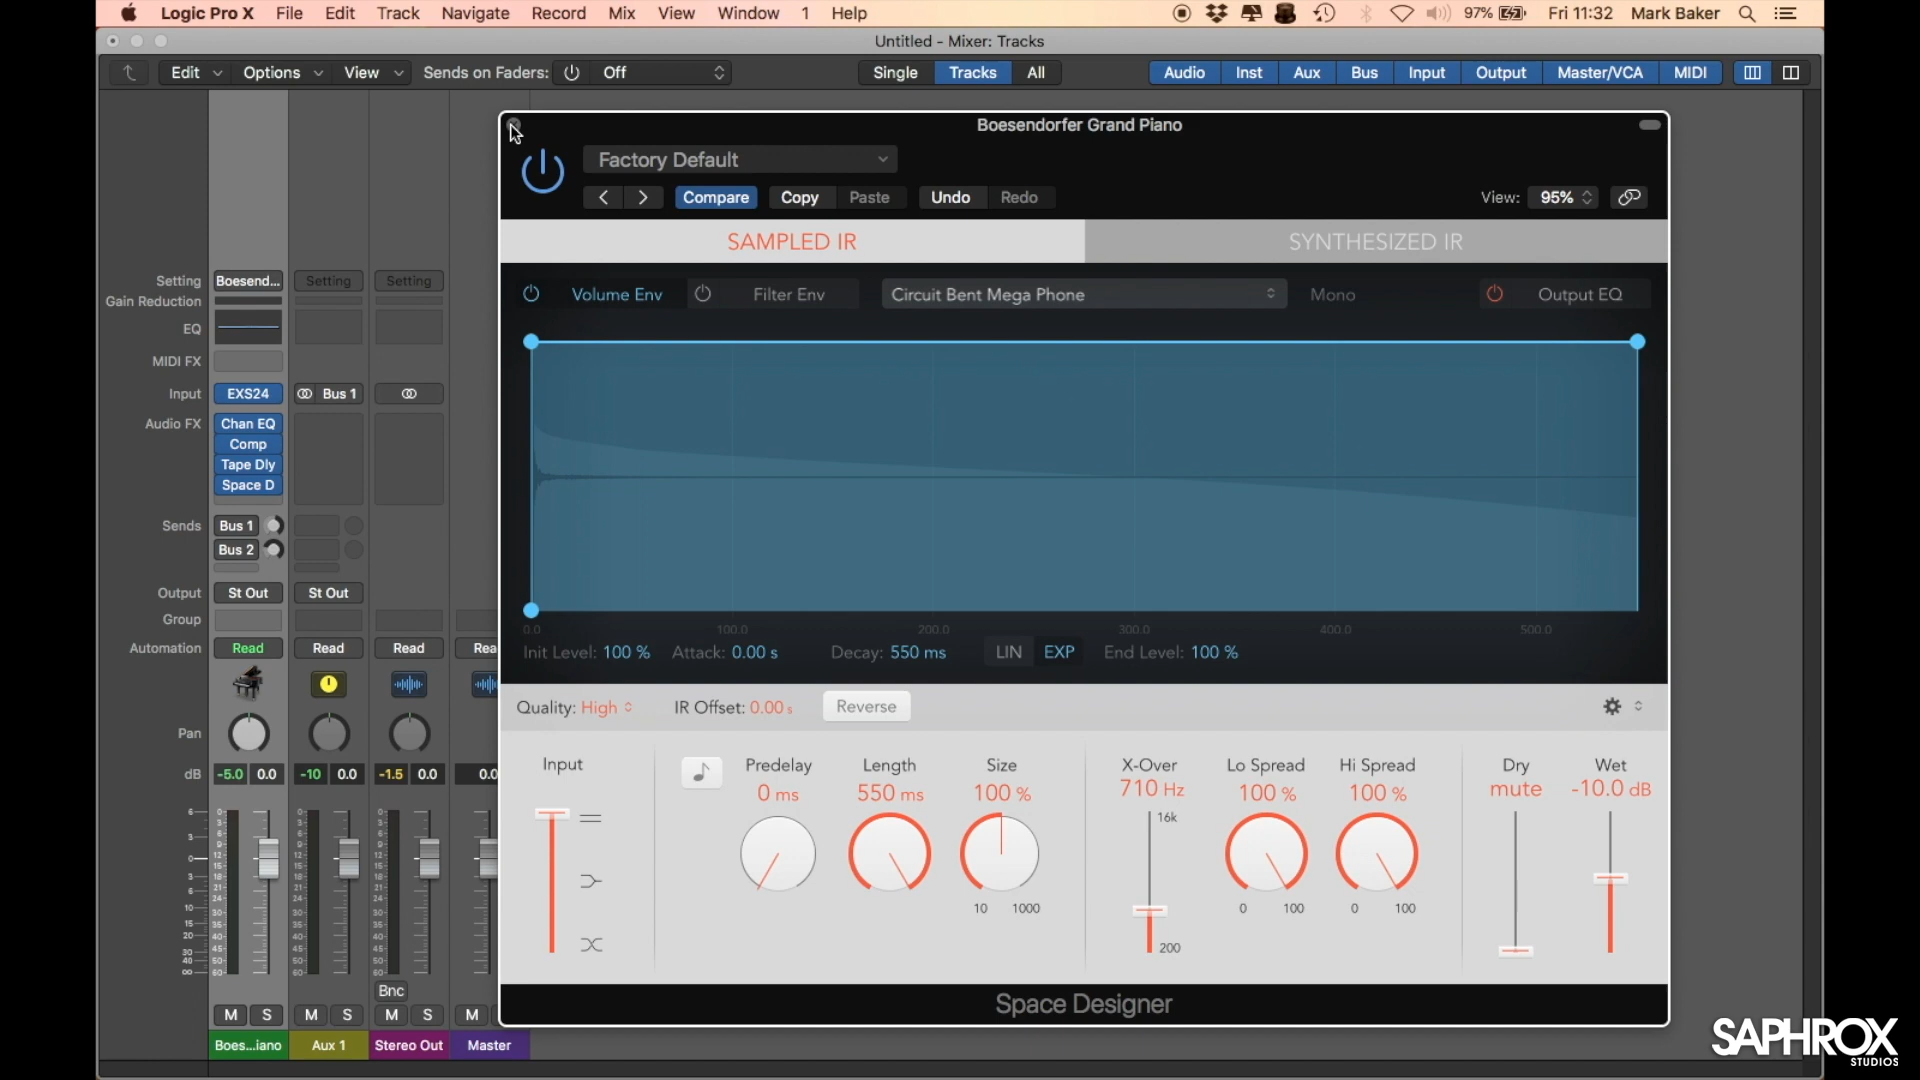 Logic Pro X File Edit Track Navigate Record Mix View Window 1 Help 97% Fri 11:32 Mark Baker
Untitled - Mixer: Tracks
Edit Options View Sends on Faders: Off Single Tracks All Audio Inst Aux Bus Input Output Master/VCA MIDI
Boesendorfer Grand Piano
Factory Default
Compare Copy Paste Undo Redo View: 95%
SAMPLED IR SYNTHESIZED IR
Volume Env Filter Env Circuit Bent Mega Phone Mono Output EQ
0.0 100.0 200.0 300.0 400.0 500.0
Init Level: 100 % Attack: 0.00 s Decay: 550 ms LIN EXP End Level: 100 %
Quality: High IR Offset: 0.00 s Reverse
Input Predelay Length Size X-Over Lo Spread Hi Spread Dry Wet
0 ms 550 ms 100 % 710 Hz 100 % 100 % mute -10.0 dB
16k
10 1000 0 100 0 100
200
Space Designer
Setting Boesend... Setting Setting
Gain Reduction
EQ
MIDI FX
Input EXS24 Bus 1
Audio FX Chan EQ
Comp
Tape Dly
Space D
Sends Bus 1
Bus 2
Output St Out St Out
Group
Automation Read Read Read Rea
Pan
dB -5.0 0.0 -10 0.0 -1.5 0.0 0.0
Bnc
M S M S M S M
Boes...iano Aux 1 Stereo Out Master
SAPHROX
STUDIOS